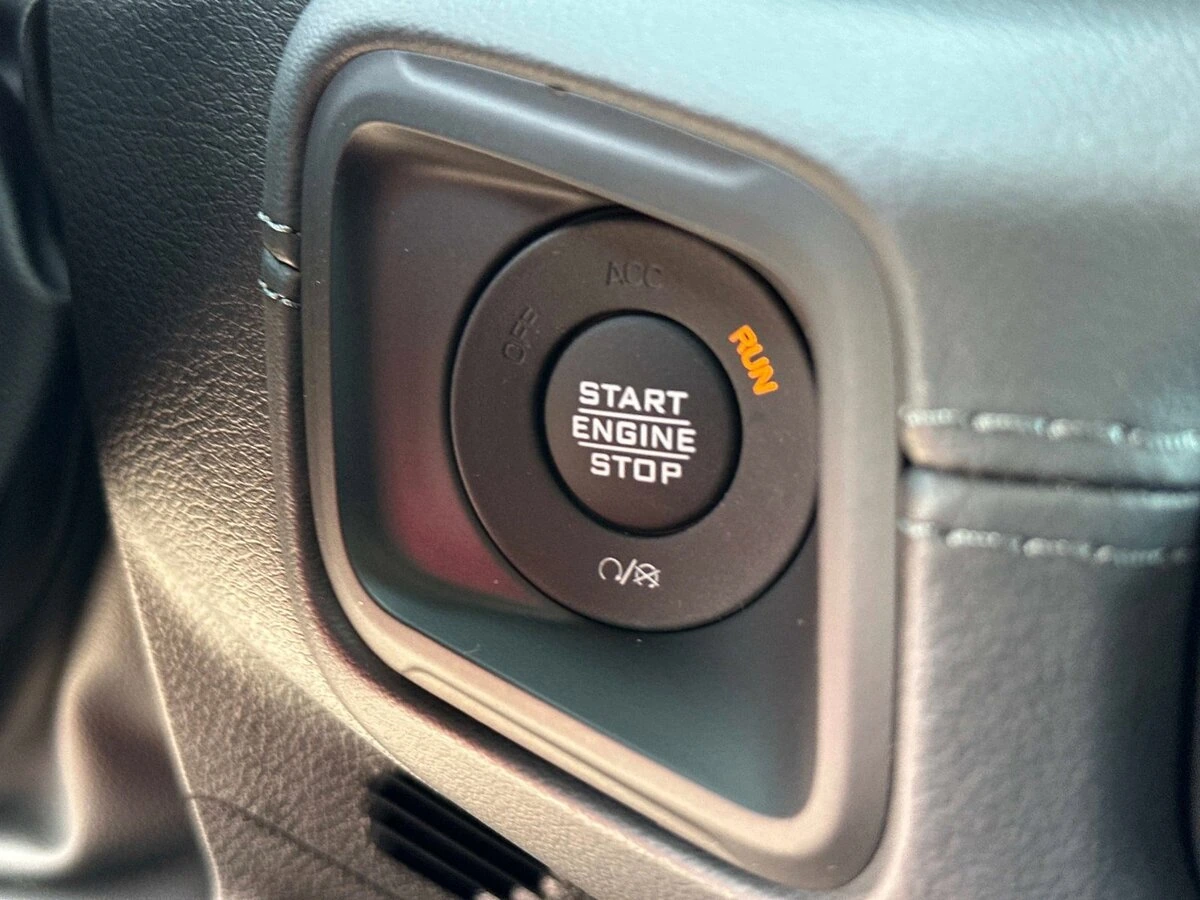 ACC
OFF
RUN
START
ENGINE
STOP